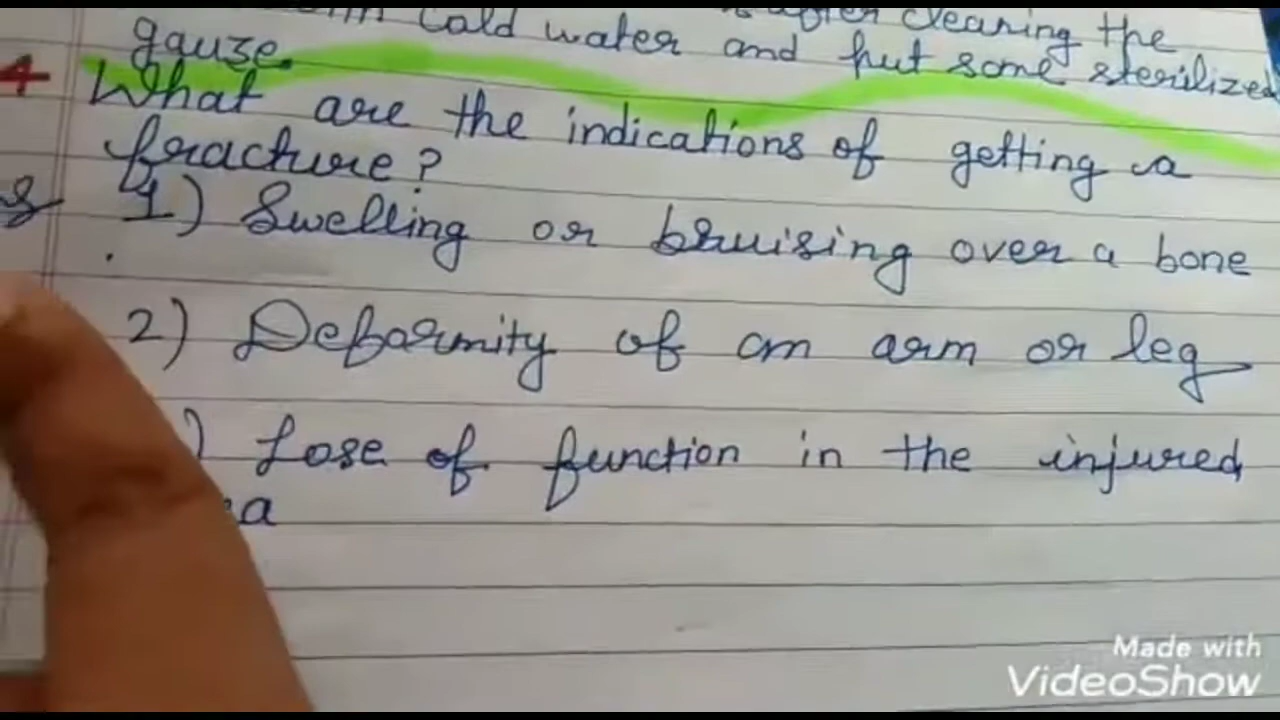 cold water and put some sterilized
gauze.
4 What are the indications of getting a
fracture?
1) Swelling or bruising over a bone
2) Deformity of an arm or leg
) Lose of function in the injured
a
Made with
VideoShow